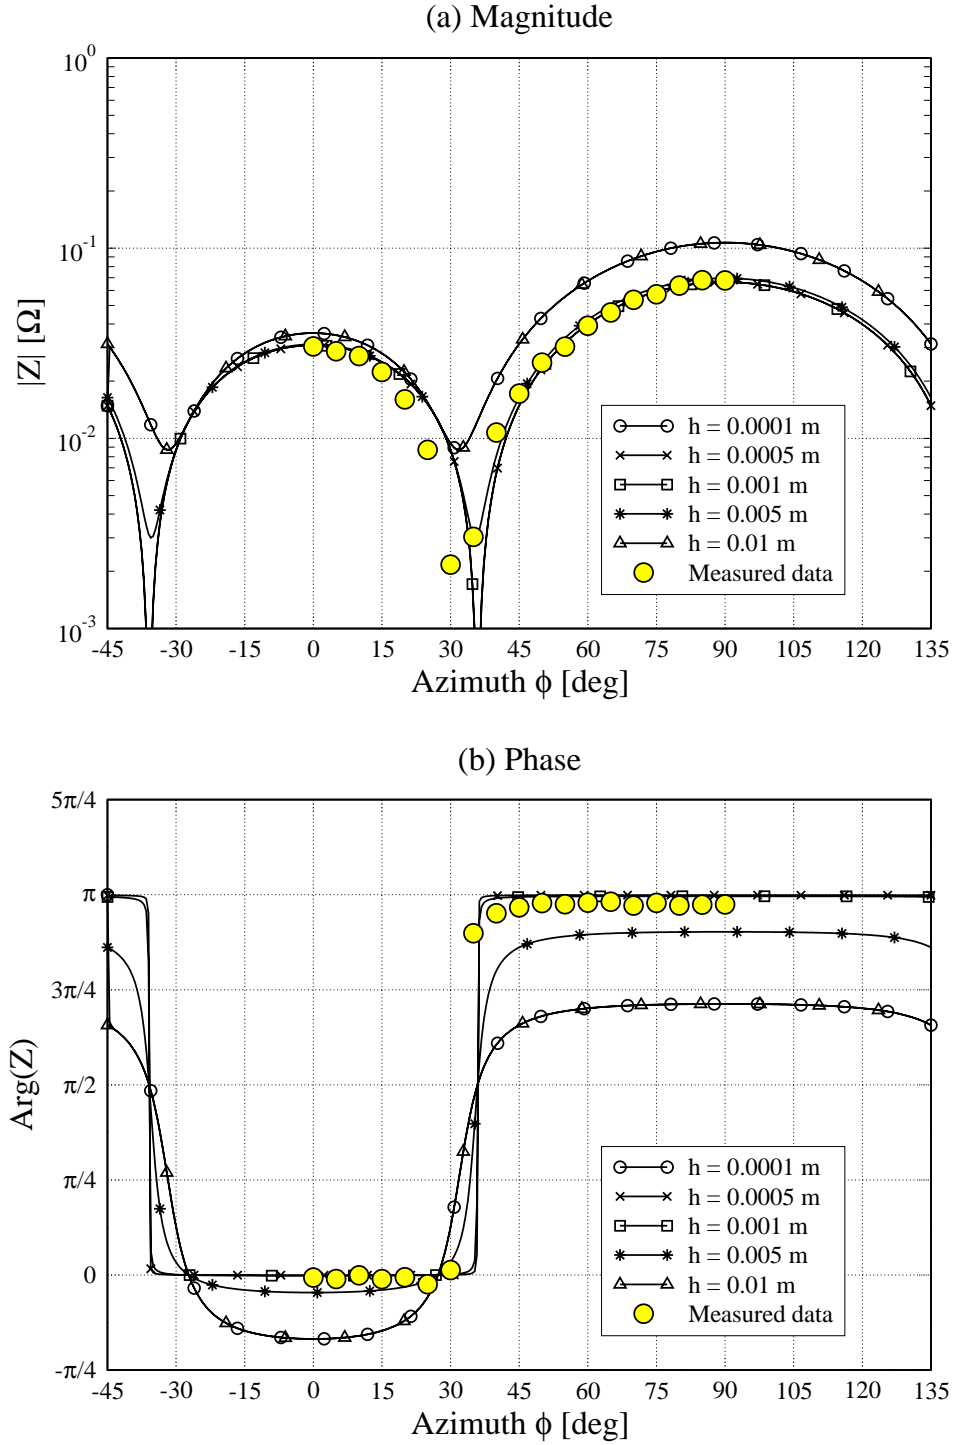 (a) Magnitude
10^0
10^-1
10^-2
10^-3
|Z| [Ω]
-45 -30 -15 0 15 30 45 60 75 90 105 120 135
Azimuth ϕ [deg]
h = 0.0001 m
h = 0.0005 m
h = 0.001 m
h = 0.005 m
h = 0.01 m
Measured data
(b) Phase
5π/4
π
3π/4
π/2
π/4
0
-π/4
Arg(Z)
-45 -30 -15 0 15 30 45 60 75 90 105 120 135
Azimuth ϕ [deg]
h = 0.0001 m
h = 0.0005 m
h = 0.001 m
h = 0.005 m
h = 0.01 m
Measured data